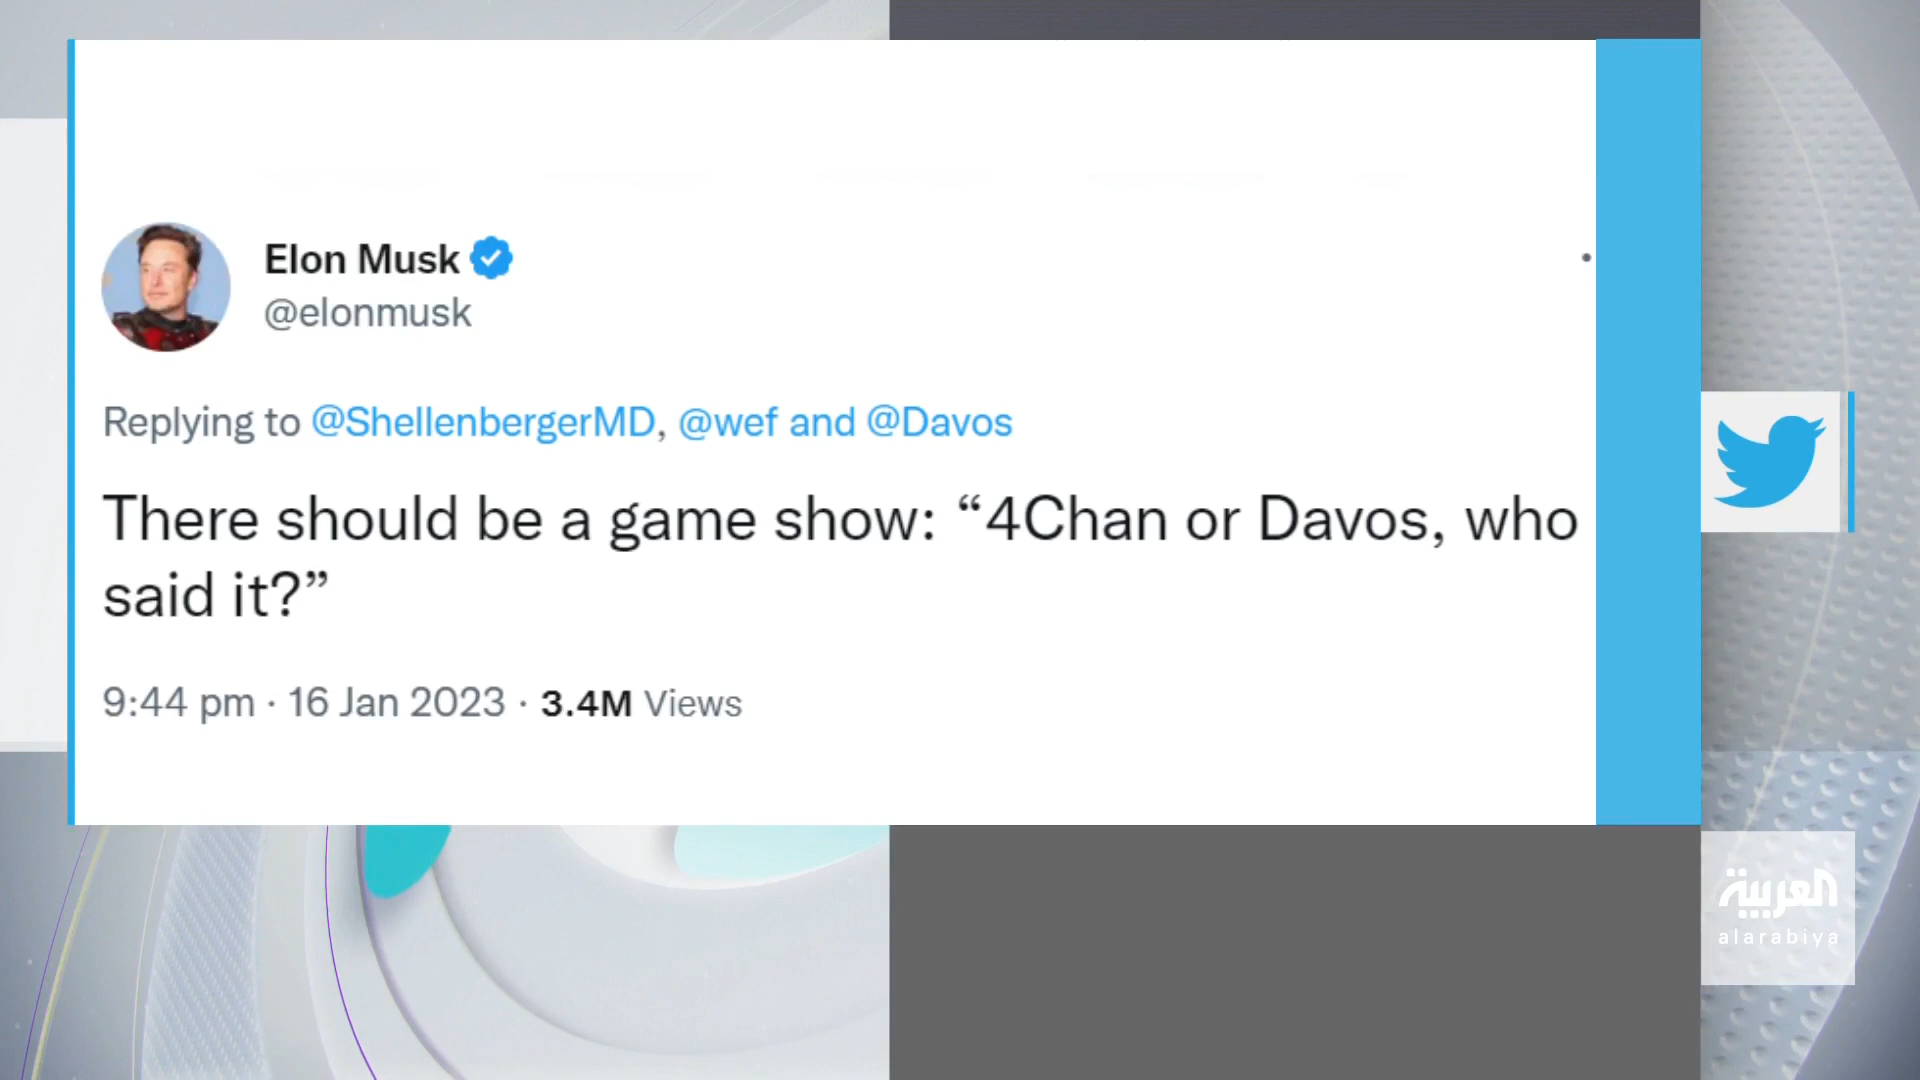 Elon Musk
@elonmusk
Replying to @ShellenbergerMD, @wef and @Davos
There should be a game show: “4Chan or Davos, who
said it?”
9:44 pm · 16 Jan 2023 · 3.4M Views
العربية
alarabiya